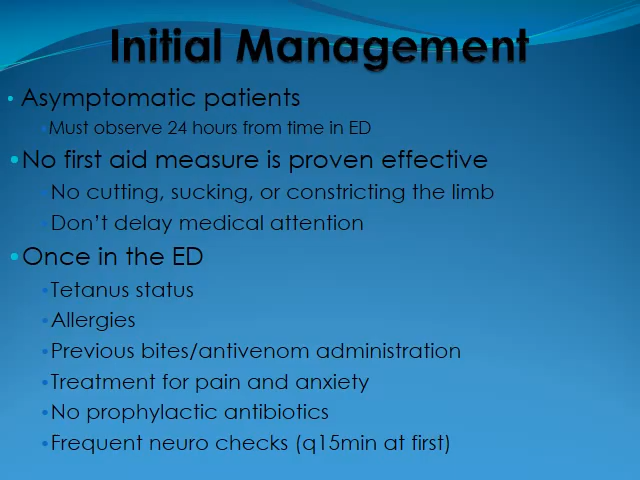 Initial Management
• Asymptomatic patients
•Must observe 24 hours from time in ED
•No first aid measure is proven effective
•No cutting, sucking, or constricting the limb
•Don’t delay medical attention
•Once in the ED
•Tetanus status
•Allergies
•Previous bites/antivenom administration
•Treatment for pain and anxiety
•No prophylactic antibiotics
•Frequent neuro checks (q15min at first)